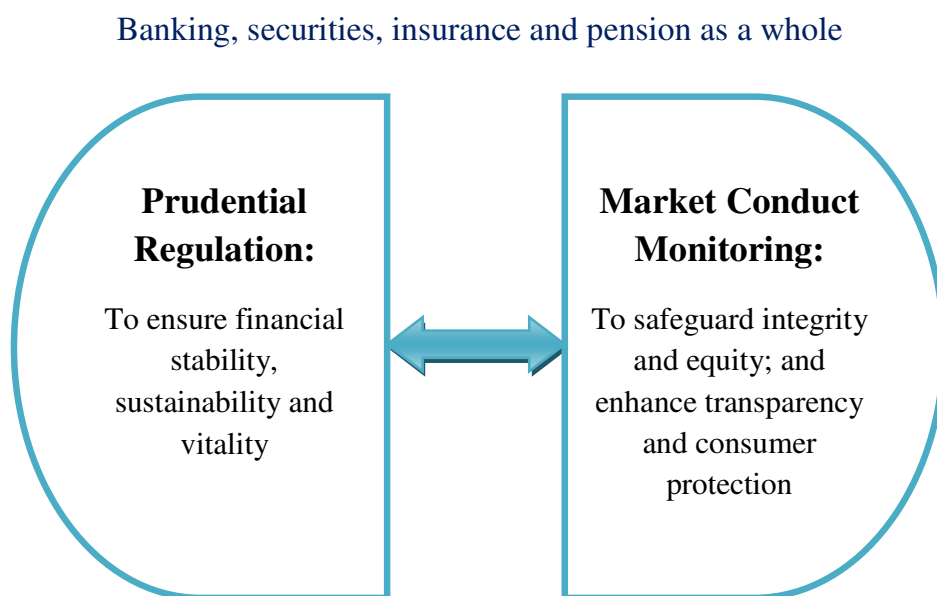 Banking, securities, insurance and pension as a whole
Prudential
Regulation:
To ensure financial
stability,
sustainability and
vitality
Market Conduct
Monitoring:
To safeguard integrity
and equity; and
enhance transparency
and consumer
protection